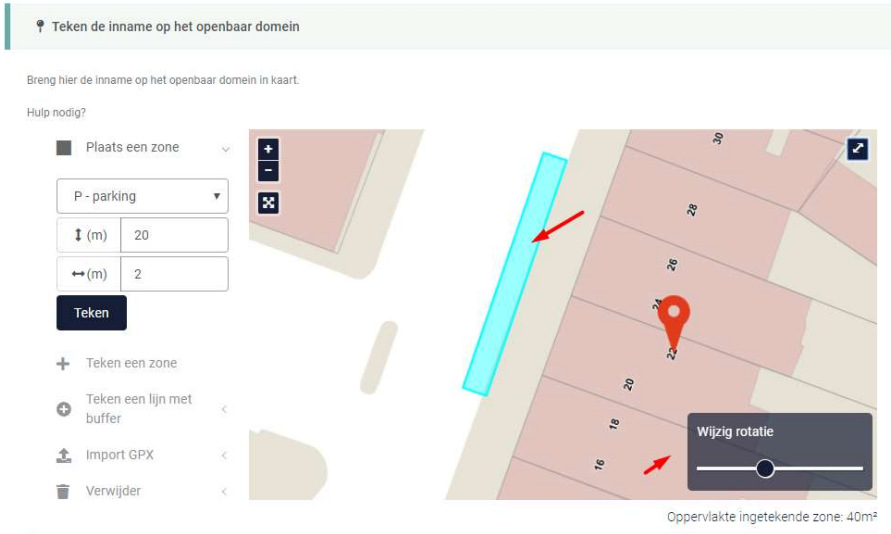 Teken de inname op het openbaar domein
Breng hier de inname op het openbaar domein in kaart.
Hulp nodig?
Plaats een zone
P - parking
(m) 20
(m) 2
Teken
Teken een zone
Teken een lijn met
buffer
Import GPX
Verwijder
+
-
30
28
26
24
22
20
18
16
Wijzig rotatie
Oppervlakte ingetekende zone: 40m²